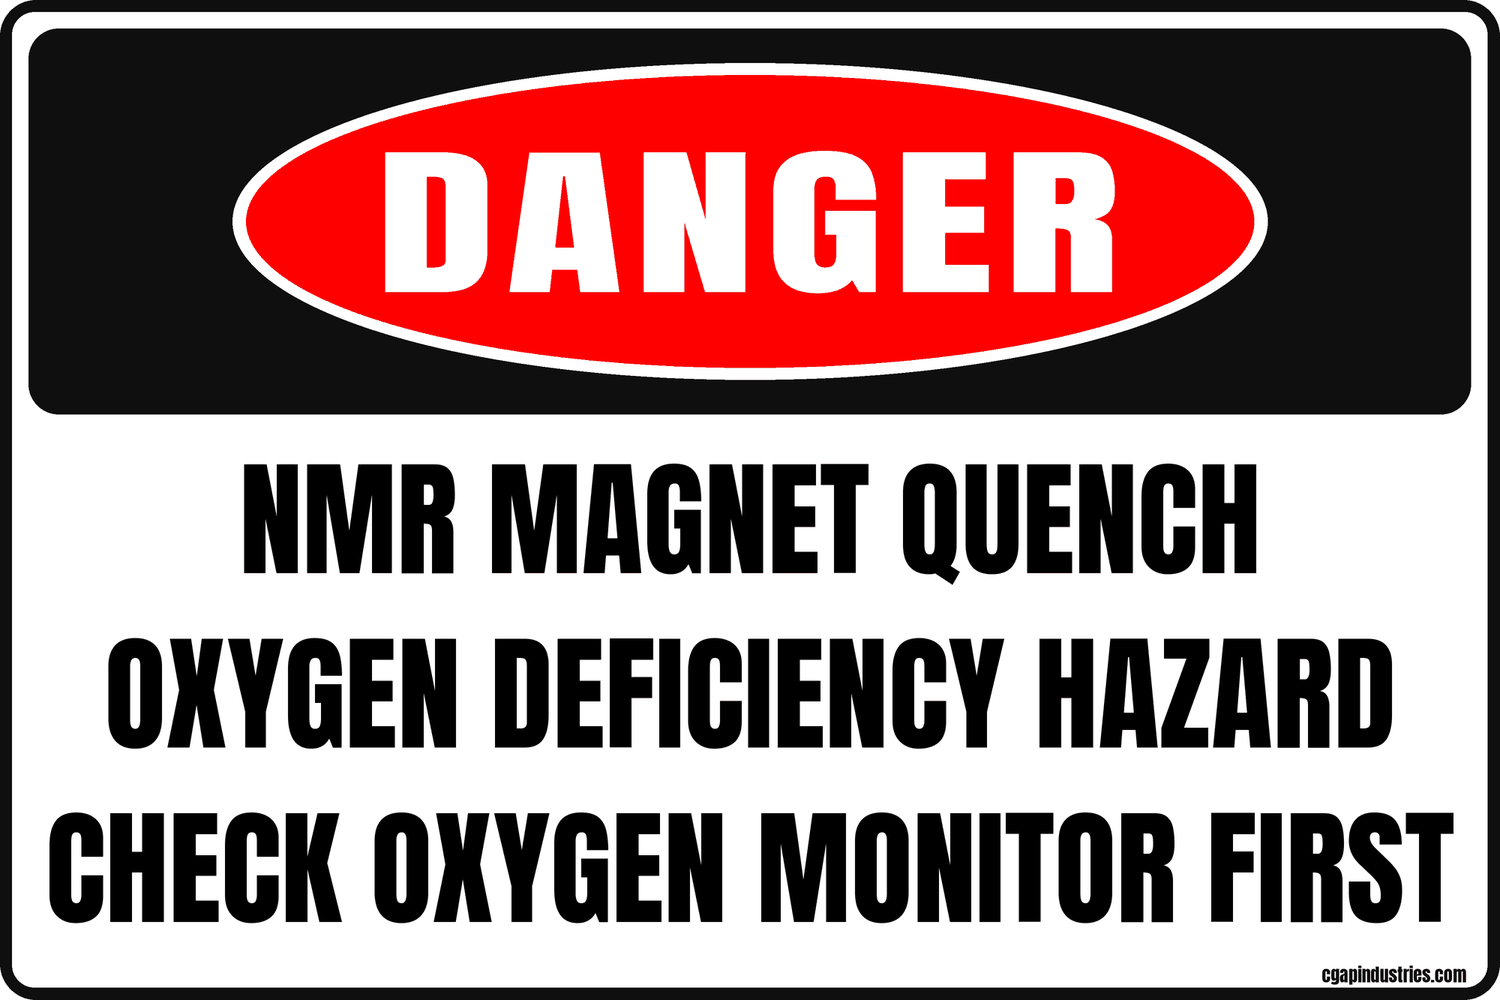 DANGER
NMR MAGNET QUENCH
OXYGEN DEFICIENCY HAZARD
CHECK OXYGEN MONITOR FIRST
cgapindustries.com